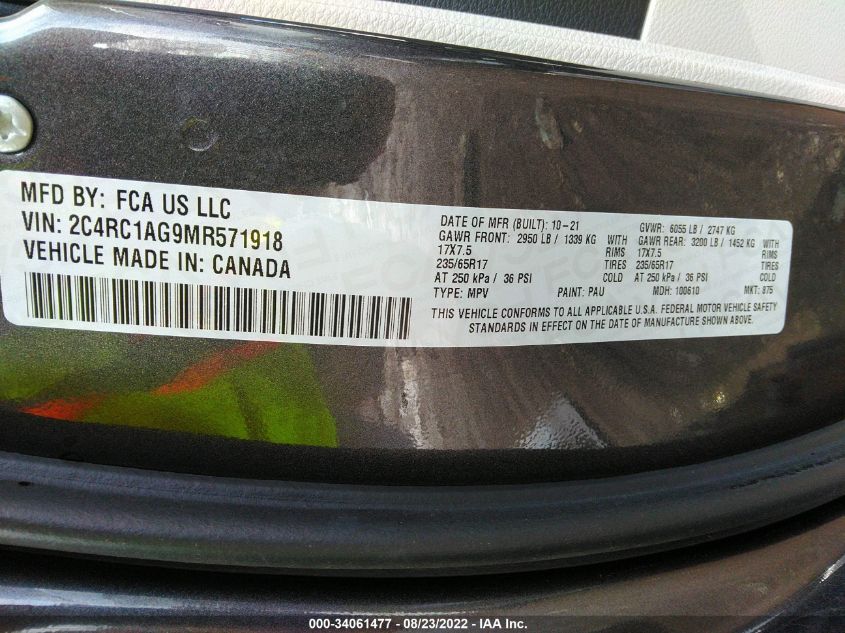 MFD BY: FCA US LLC
VIN: 2C4RC1AG9MR571918
VEHICLE MADE IN: CANADA
DATE OF MFR (BUILT): 10-21 GVWR: 6055 LB / 2747 KG
GAWR FRONT: 2950 LB / 1339 KG WITH GAWR REAR: 3200 LB / 1452 KG WITH
17X7.5 RIMS 17X7.5 RIMS
235/65R17 TIRES 235/65R17 TIRES
AT 250 kPa / 36 PSI COLD AT 250 kPa / 36 PSI COLD
TYPE: MPV PAINT: PAU MDH: 100610 MKT: 875
THIS VEHICLE CONFORMS TO ALL APPLICABLE U.S.A. FEDERAL MOTOR VEHICLE SAFETY
STANDARDS IN EFFECT ON THE DATE OF MANUFACTURE SHOWN ABOVE.
000-34061477 - 08/23/2022 - IAA Inc.